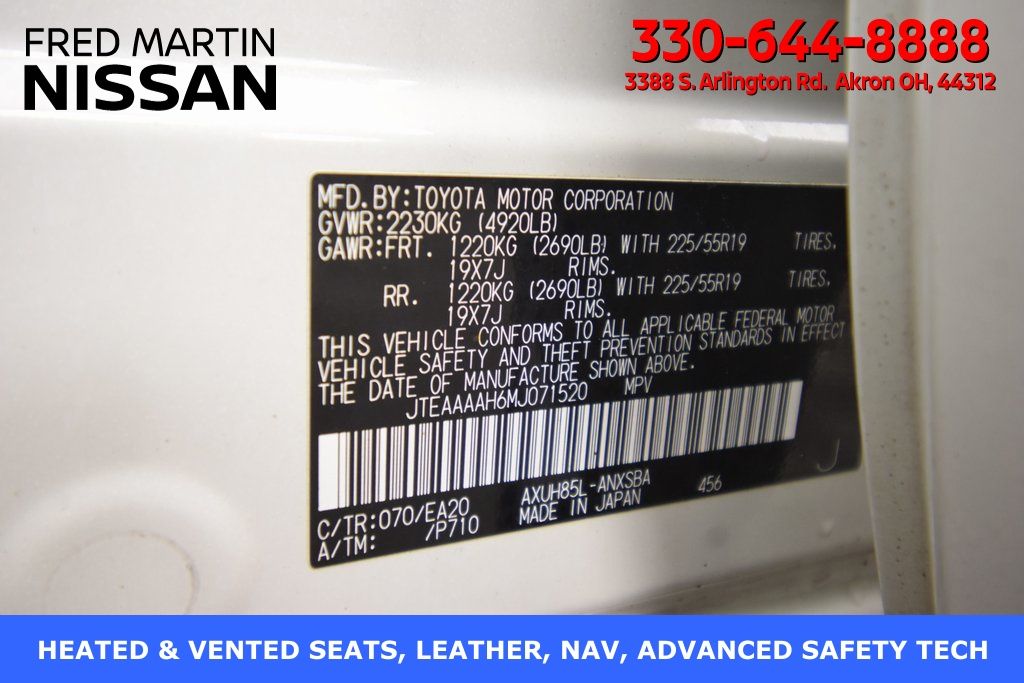 FRED MARTIN
NISSAN
330-644-8888
3388 S. Arlington Rd. Akron OH, 44312
MFD. BY: TOYOTA MOTOR CORPORATION
GVWR: 2230KG (4920LB)
GAWR: FRT. 1220KG (2690LB) WITH 225/55R19 TIRES,
19X7J RIMS.
RR. 1220KG (2690LB) WITH 225/55R19 TIRES,
19X7J RIMS.
THIS VEHICLE CONFORMS TO ALL APPLICABLE FEDERAL MOTOR
VEHICLE SAFETY AND THEFT PREVENTION STANDARDS IN EFFECT
THE DATE OF MANUFACTURE SHOWN ABOVE.
JTEAAAAH6MJ071520 MPV
C/TR: 070/EA20 AXUH85L-ANXSBA 456
A/TM: /P710 MADE IN JAPAN
J
HEATED & VENTED SEATS, LEATHER, NAV, ADVANCED SAFETY TECH